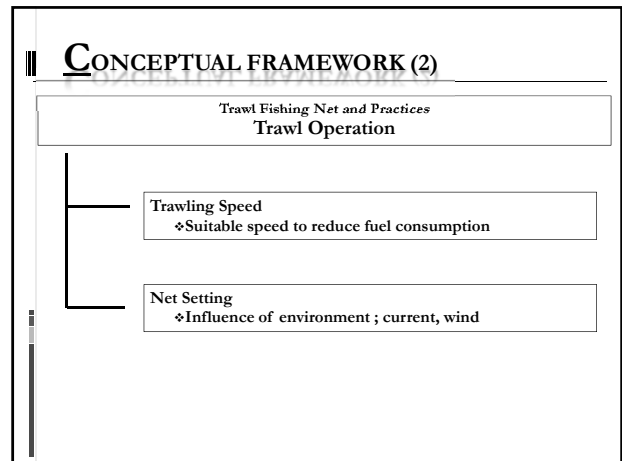 CONCEPTUAL FRAMEWORK (2)
Trawl Fishing Net and Practices
Trawl Operation
Trawling Speed
❖Suitable speed to reduce fuel consumption
Net Setting
❖Influence of environment ; current, wind